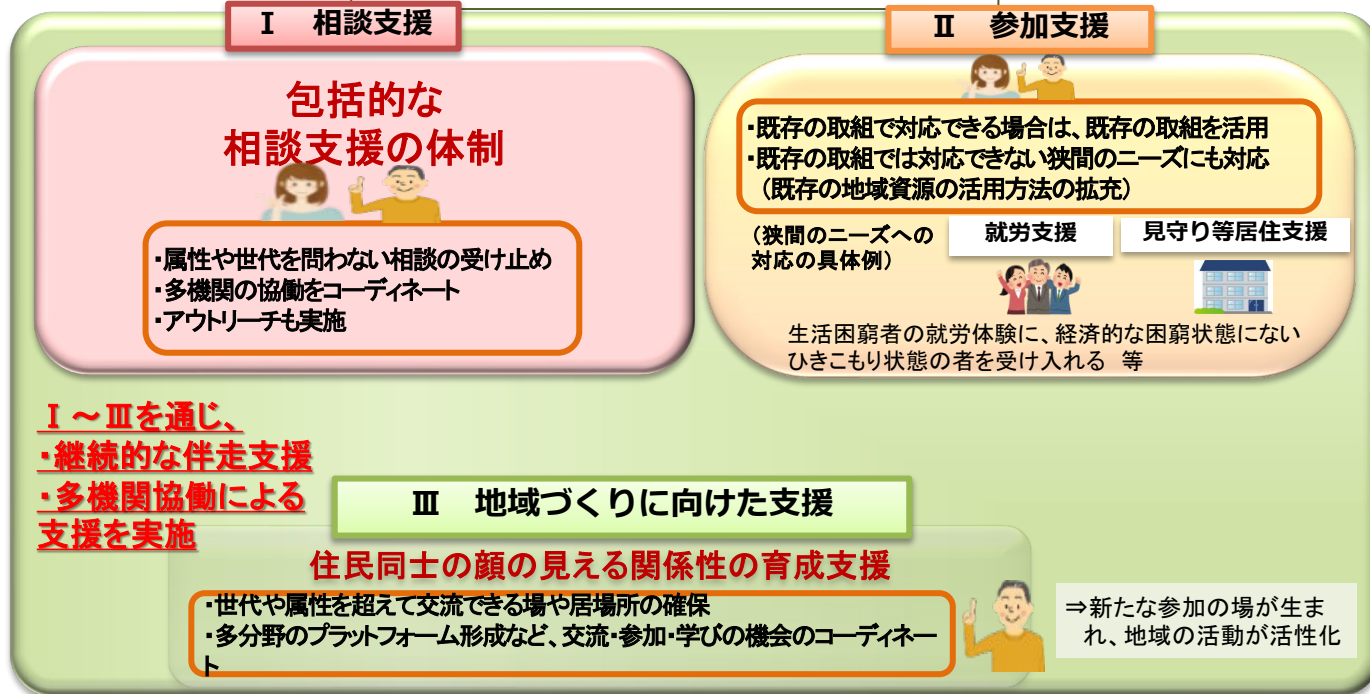 Ⅰ　相談支援
包括的な
相談支援の体制
・属性や世代を問わない相談の受け止め
・多機関の協働をコーディネート
・アウトリーチも実施
Ⅱ　参加支援
・既存の取組で対応できる場合は、既存の取組を活用
・既存の取組では対応できない狭間のニーズにも対応
（既存の地域資源の活用方法の拡充）
（狭間のニーズへの
対応の具体例）
就労支援
見守り等居住支援
生活困窮者の就労体験に、経済的な困窮状態にない
ひきこもり状態の者を受け入れる　等
Ⅰ～Ⅲを通じ、
・継続的な伴走支援
・多機関協働による
支援を実施
Ⅲ　地域づくりに向けた支援
住民同士の顔の見える関係性の育成支援
・世代や属性を超えて交流できる場や居場所の確保
・多分野のプラットフォーム形成など、交流・参加・学びの機会のコーディネー
ト
⇒新たな参加の場が生ま
れ、地域の活動が活性化